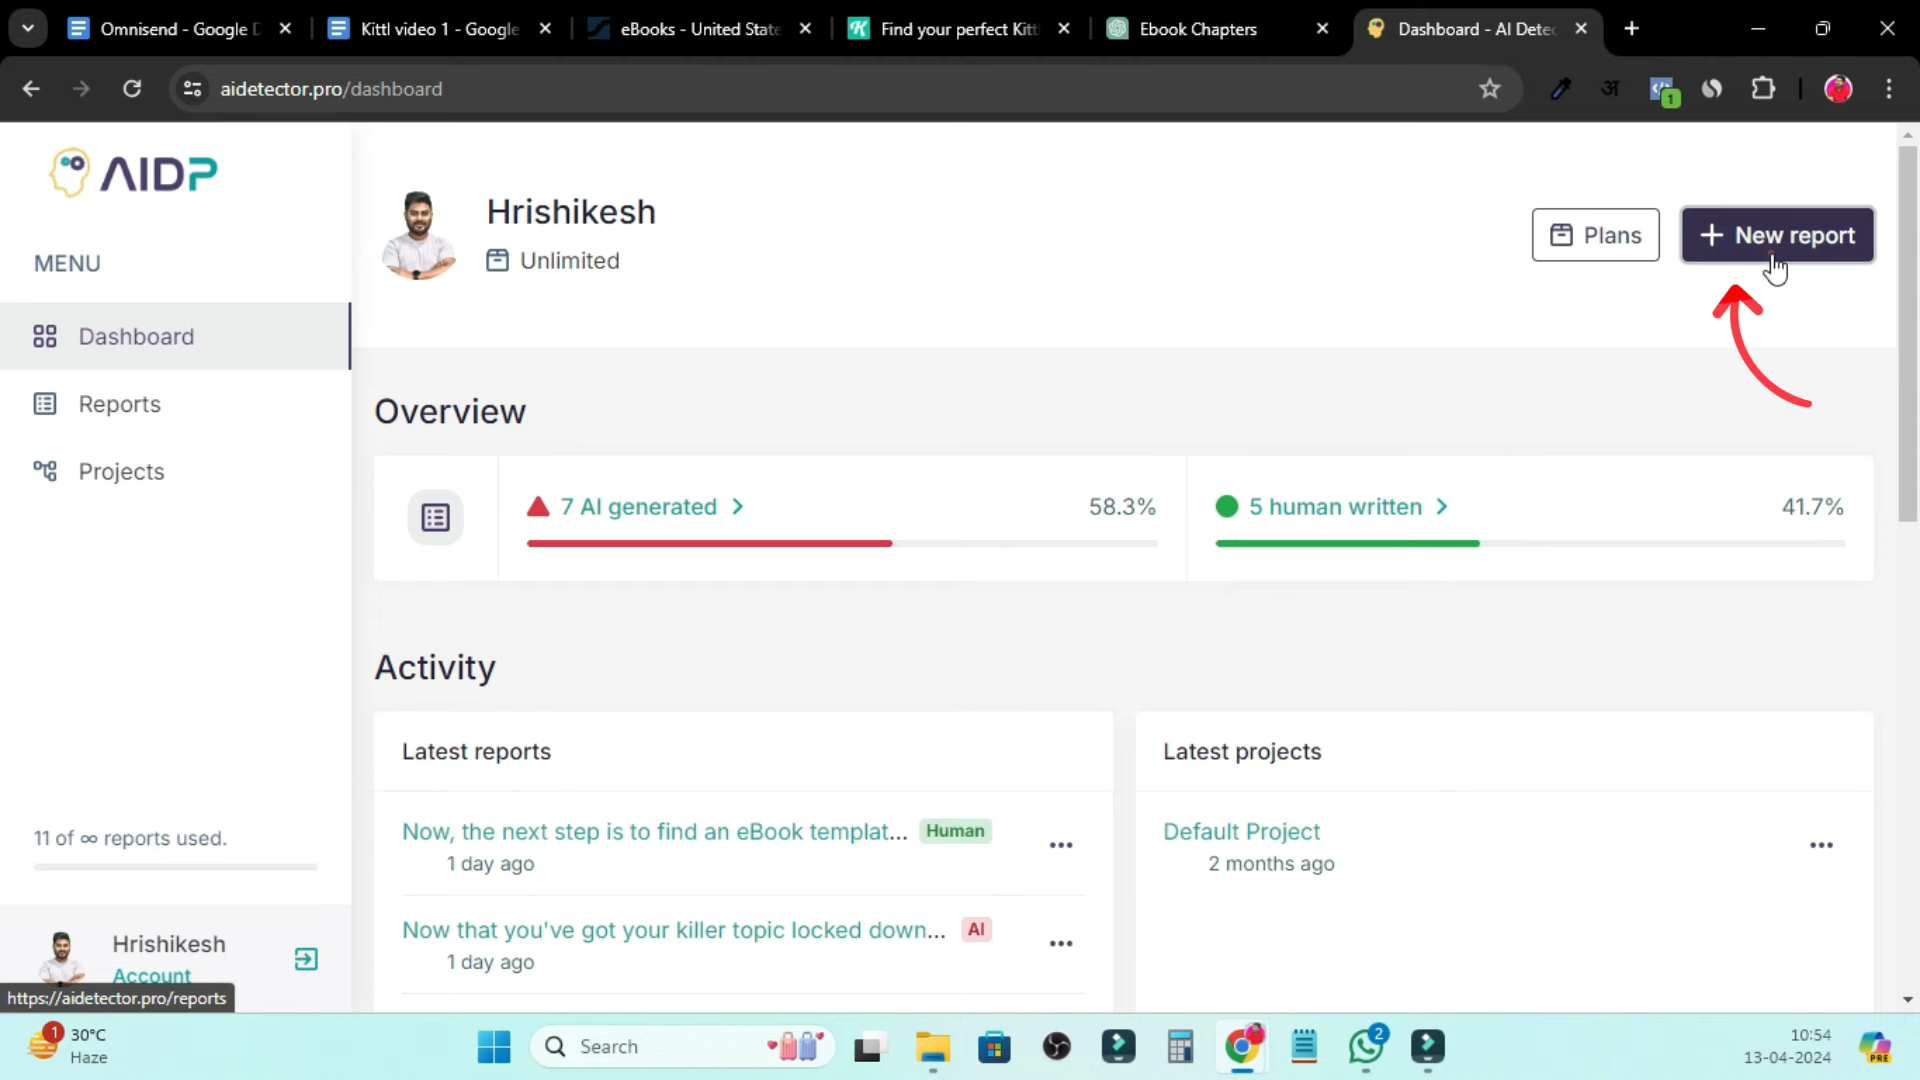 Omnisend - Google D
Kittl video 1 - Google
eBooks - United State
Find your perfect Kitt
Ebook Chapters
Dashboard - AI Detec
aidetector.pro/dashboard
अ
1
AIDP
MENU
Dashboard
Reports
Projects
11 of ∞ reports used.
Hrishikesh
Account
https://aidetector.pro/reports
Hrishikesh
Unlimited
Plans
+ New report
Overview
7 AI generated
58.3%
5 human written
41.7%
Activity
Latest reports
Now, the next step is to find an eBook templat... Human
1 day ago
Now that you've got your killer topic locked down... AI
1 day ago
Latest projects
Default Project
2 months ago
1
30°C
Haze
Search
2
10:54
13-04-2024
PRE